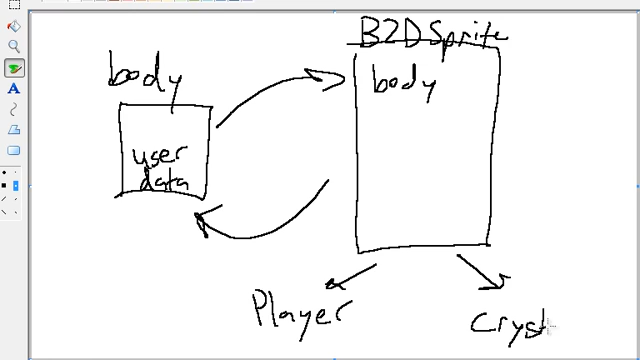 B2DSprite
body
body
user
data
Player
Cryst